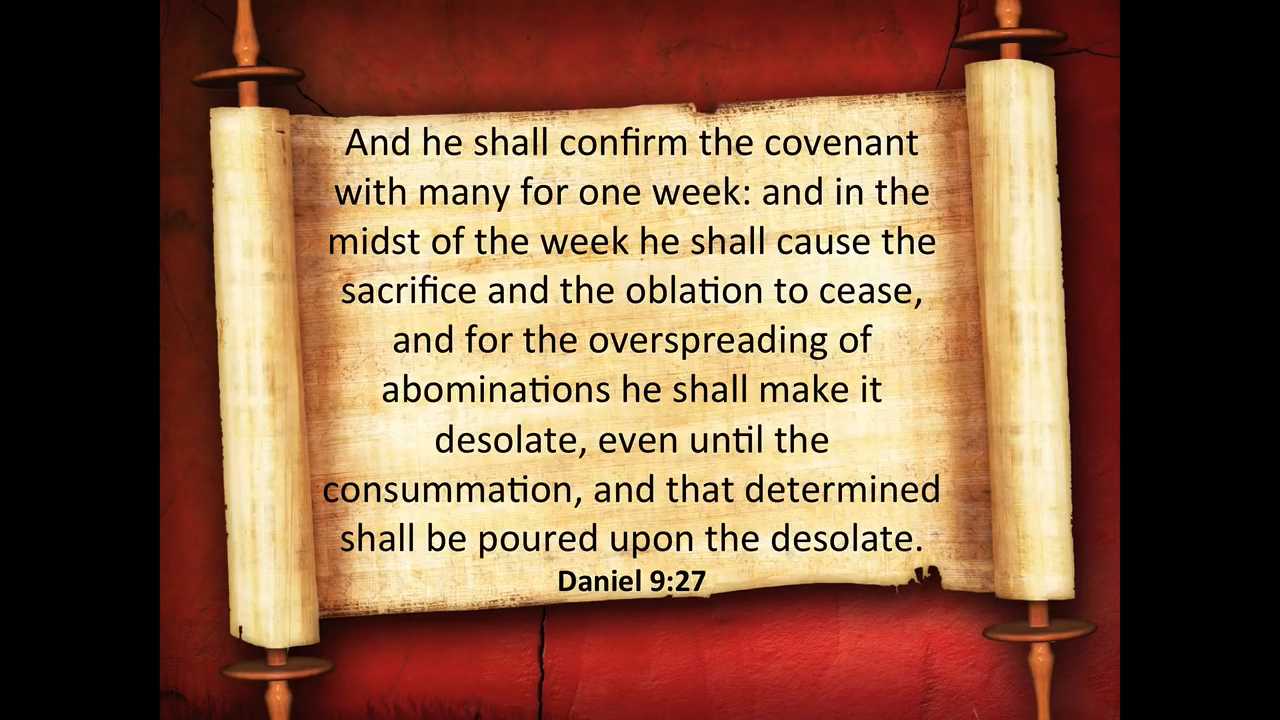 And he shall confirm the covenant
with many for one week: and in the
midst of the week he shall cause the
sacrifice and the oblation to cease,
and for the overspreading of
abominations he shall make it
desolate, even until the
consummation, and that determined
shall be poured upon the desolate.
Daniel 9:27